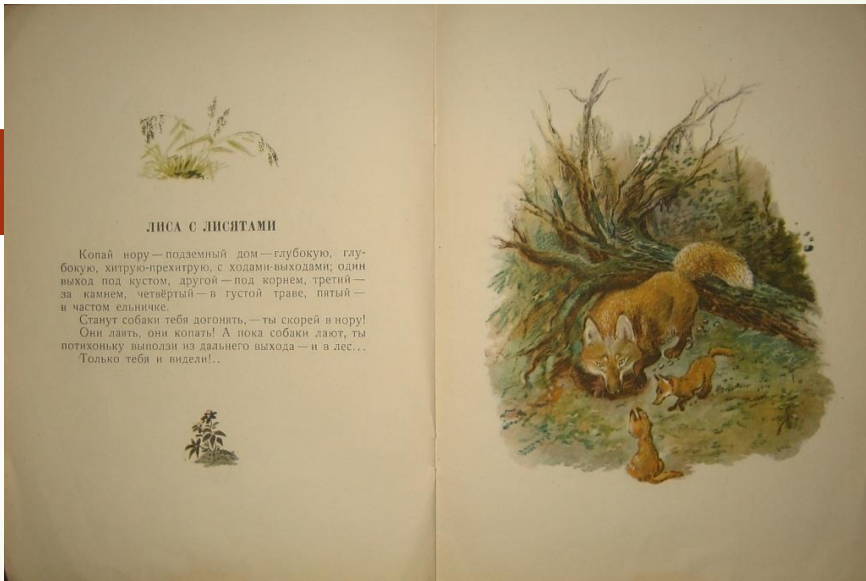 ЛИСА С ЛИСЯТАМИ
Копай нору — подземный дом — глубокую, глу-
бокую, хитрую-прехитрую, с ходами-выходами; один
выход под кустом, другой — под корнем, третий —
за камнем, четвёртый — в густой траве, пятый —
в частом ельничке.
Станут собаки тебя догонять, — ты скорей в нору!
Они лаять, они копать! А пока собаки лают, ты
потихоньку выползи из дальнего выхода — и в лес...
Только тебя и видели!..